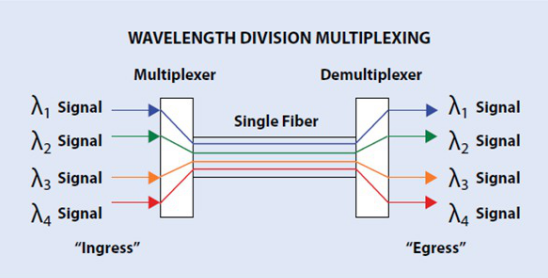 WAVELENGTH DIVISION MULTIPLEXING
Multiplexer Demultiplexer
λ1 Signal λ1 Signal
Single Fiber
λ2 Signal λ2 Signal
λ3 Signal λ3 Signal
λ4 Signal λ4 Signal
“Ingress” “Egress”